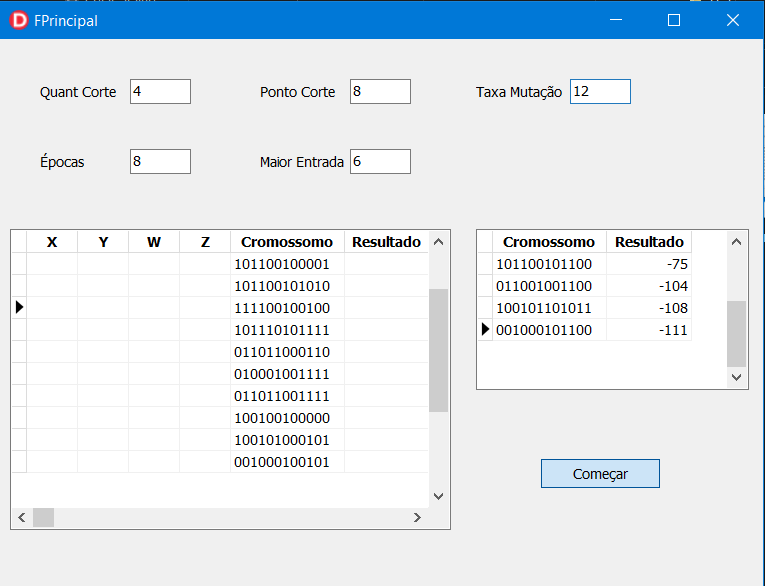 FPrincipal
Quant Corte 4 Ponto Corte 8 Taxa Mutação 12
Épocas 8 Maior Entrada 6
X Y W Z Cromossomo Resultado
101100100001
101100101010
111100100100
101110101111
011011000110
010001001111
011011001111
100100100000
100101000101
001000100101
Cromossomo Resultado
101100101100 -75
011001001100 -104
100101101011 -108
001000101100 -111
Começar